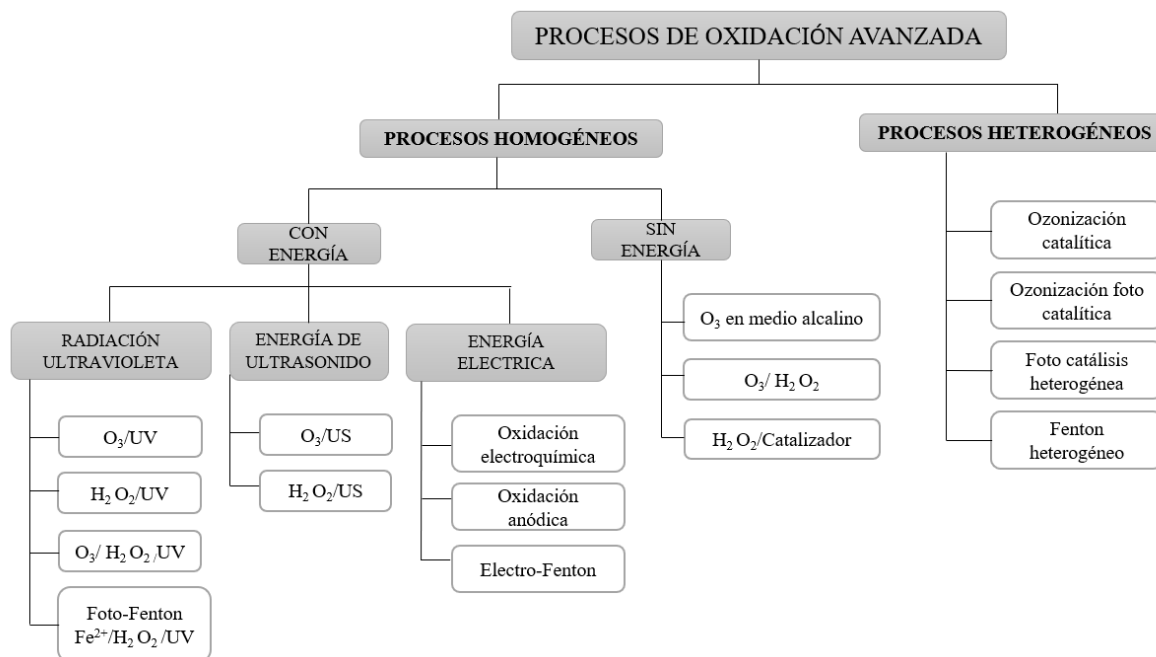 PROCESOS DE OXIDACIÓN AVANZADA
PROCESOS HOMOGÉNEOS
PROCESOS HETEROGÉNEOS
CON
ENERGÍA
SIN
ENERGÍA
RADIACIÓN
ULTRAVIOLETA
ENERGÍA DE
ULTRASONIDO
ENERGÍA
ELECTRICA
O₃/UV
H₂ O₂/UV
O₃/ H₂ O₂ /UV
Foto-Fenton
Fe²⁺/H₂ O₂ /UV
O₃/US
H₂ O₂/US
Oxidación
electroquímica
Oxidación
anódica
Electro-Fenton
O₃ en medio alcalino
O₃/ H₂ O₂
H₂ O₂/Catalizador
Ozonización
catalítica
Ozonización foto
catalítica
Foto catálisis
heterogénea
Fenton
heterogéneo